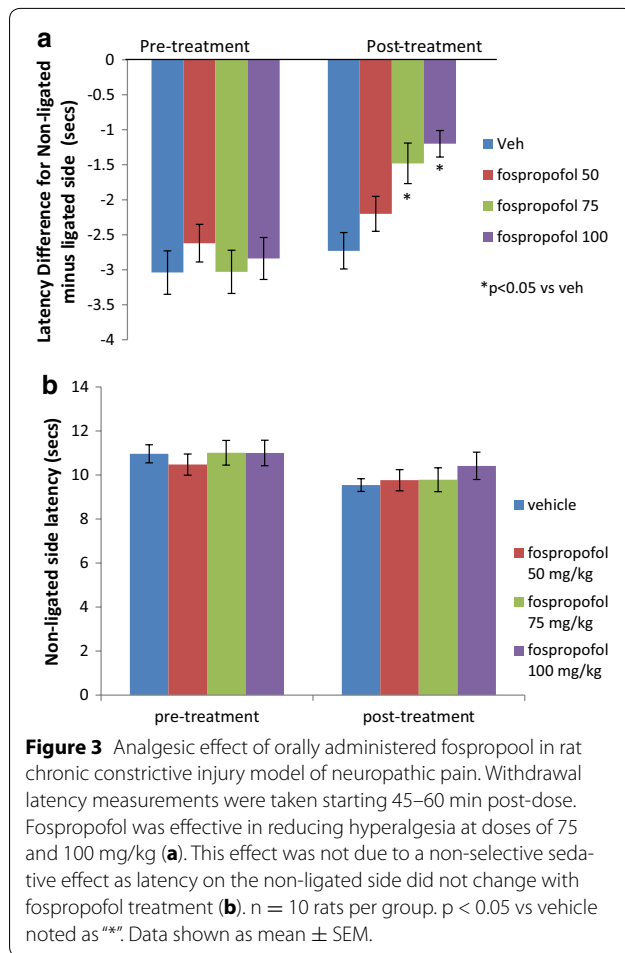 a
Pre-treatment Post-treatment
0
-0.5
-1
-1.5
-2
-2.5
-3
-3.5
-4
Latency Difference for Non-ligated
minus ligated side (secs)
* *
Veh
fospropofol 50
fospropofol 75
fospropofol 100
*p<0.05 vs veh
b
14
12
10
8
6
4
2
0
Non-ligated side latency (secs)
pre-treatment post-treatment
vehicle
fospropofol
50 mg/kg
fospropofol
75 mg/kg
fospropofol
100 mg/kg
Figure 3 Analgesic effect of orally administered fospropool in rat
chronic constrictive injury model of neuropathic pain. Withdrawal
latency measurements were taken starting 45–60 min post-dose.
Fospropofol was effective in reducing hyperalgesia at doses of 75
and 100 mg/kg (a). This effect was not due to a non-selective seda-
tive effect as latency on the non-ligated side did not change with
fospropofol treatment (b). n = 10 rats per group. p < 0.05 vs vehicle
noted as “*”. Data shown as mean ± SEM.